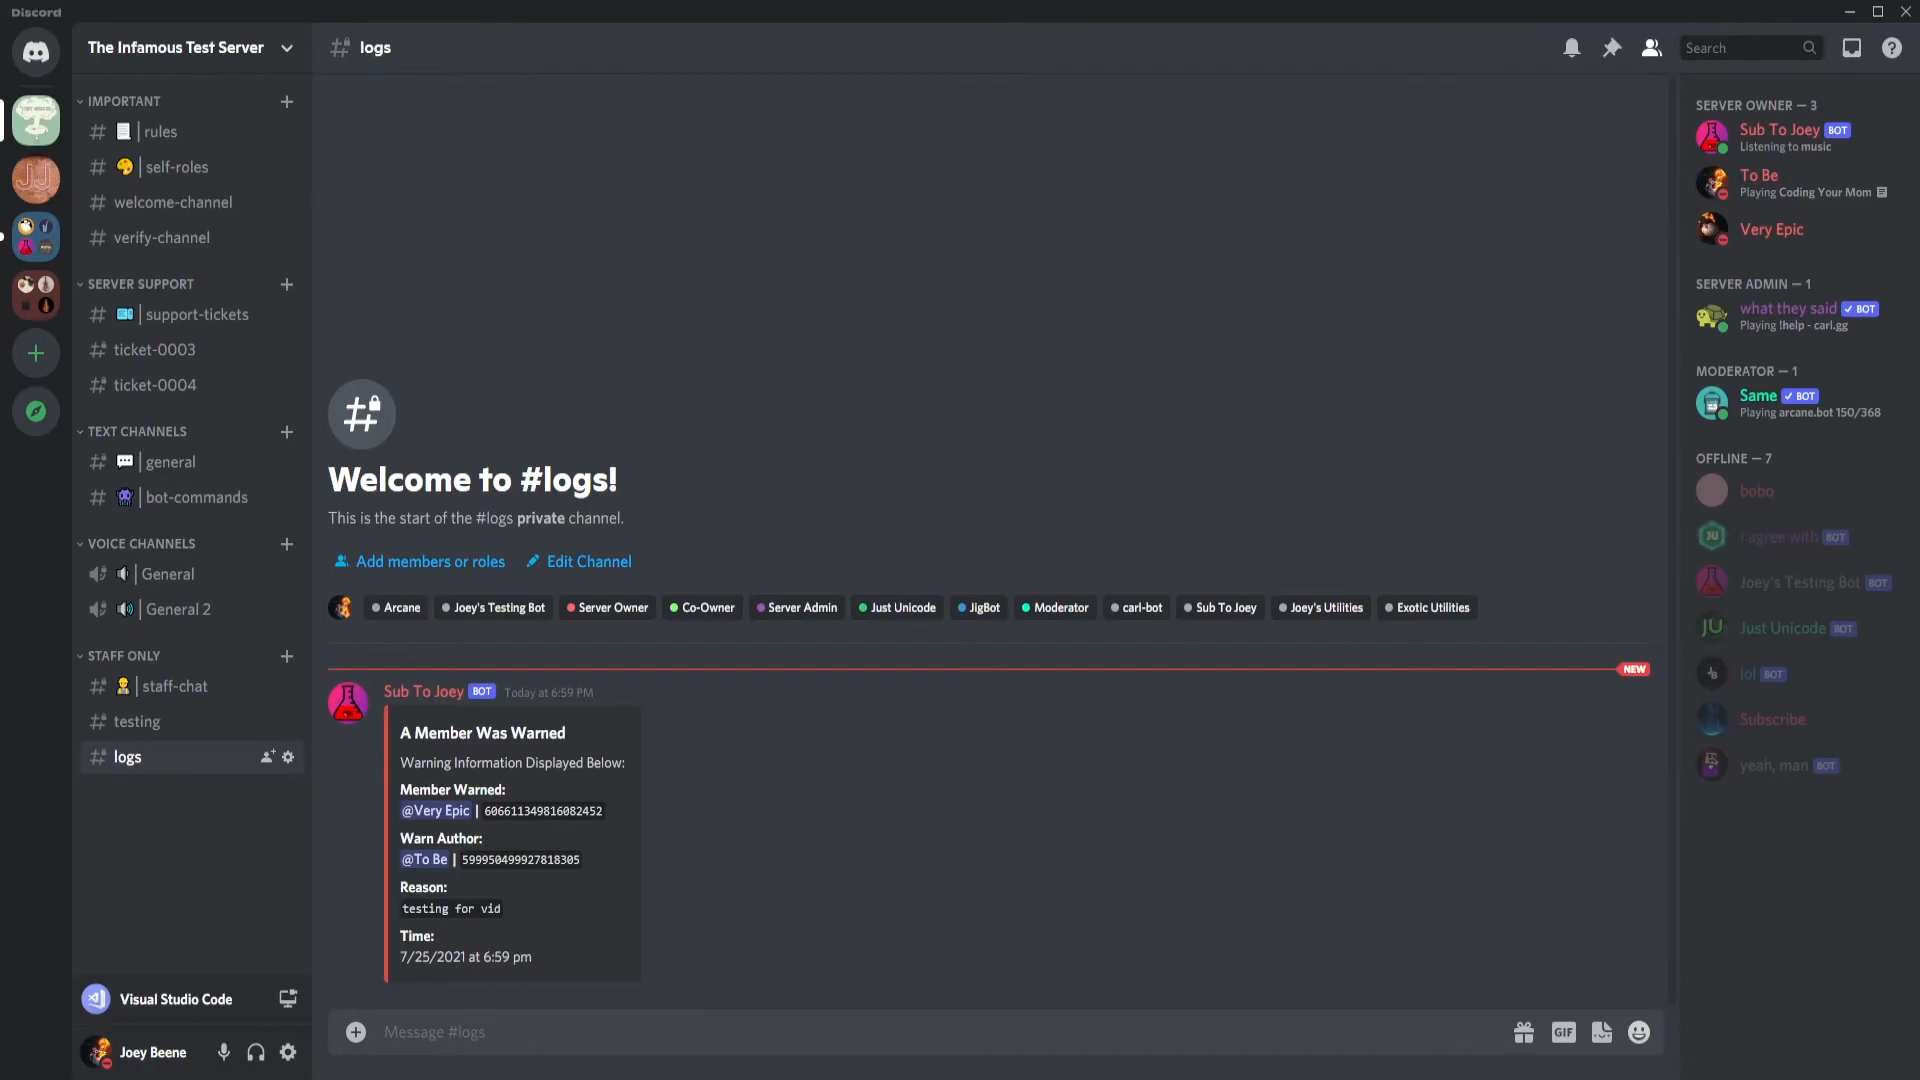 Discord
The Infamous Test Server
logs
Search
IMPORTANT
rules
self-roles
welcome-channel
verify-channel
SERVER SUPPORT
support-tickets
ticket-0003
ticket-0004
TEXT CHANNELS
general
bot-commands
VOICE CHANNELS
General
General 2
STAFF ONLY
staff-chat
testing
logs
Visual Studio Code
Joey Beene
Welcome to #logs!
This is the start of the #logs private channel.
Add members or roles Edit Channel
Arcane Joey's Testing Bot Server Owner Co-Owner Server Admin Just Unicode JigBot Moderator carl-bot Sub To Joey Joey's Utilities Exotic Utilities
NEW
Sub To Joey BOT Today at 6:59 PM
A Member Was Warned
Warning Information Displayed Below:
Member Warned:
@Very Epic | 606611349816082452
Warn Author:
@To Be | 599950499927818305
Reason:
testing for vid
Time:
7/25/2021 at 6:59 pm
Message #logs
GIF
SERVER OWNER — 3
Sub To Joey BOT
Listening to music
To Be
Playing Coding Your Mom
Very Epic
SERVER ADMIN — 1
what they said BOT
Playing !help - carl.gg
MODERATOR — 1
Same BOT
Playing arcane.bot 150/368
OFFLINE — 7
bobo
JU
I agree with BOT
Joey's Testing Bot BOT
JU
Just Unicode BOT
lol BOT
Subscribe
yeah, man BOT